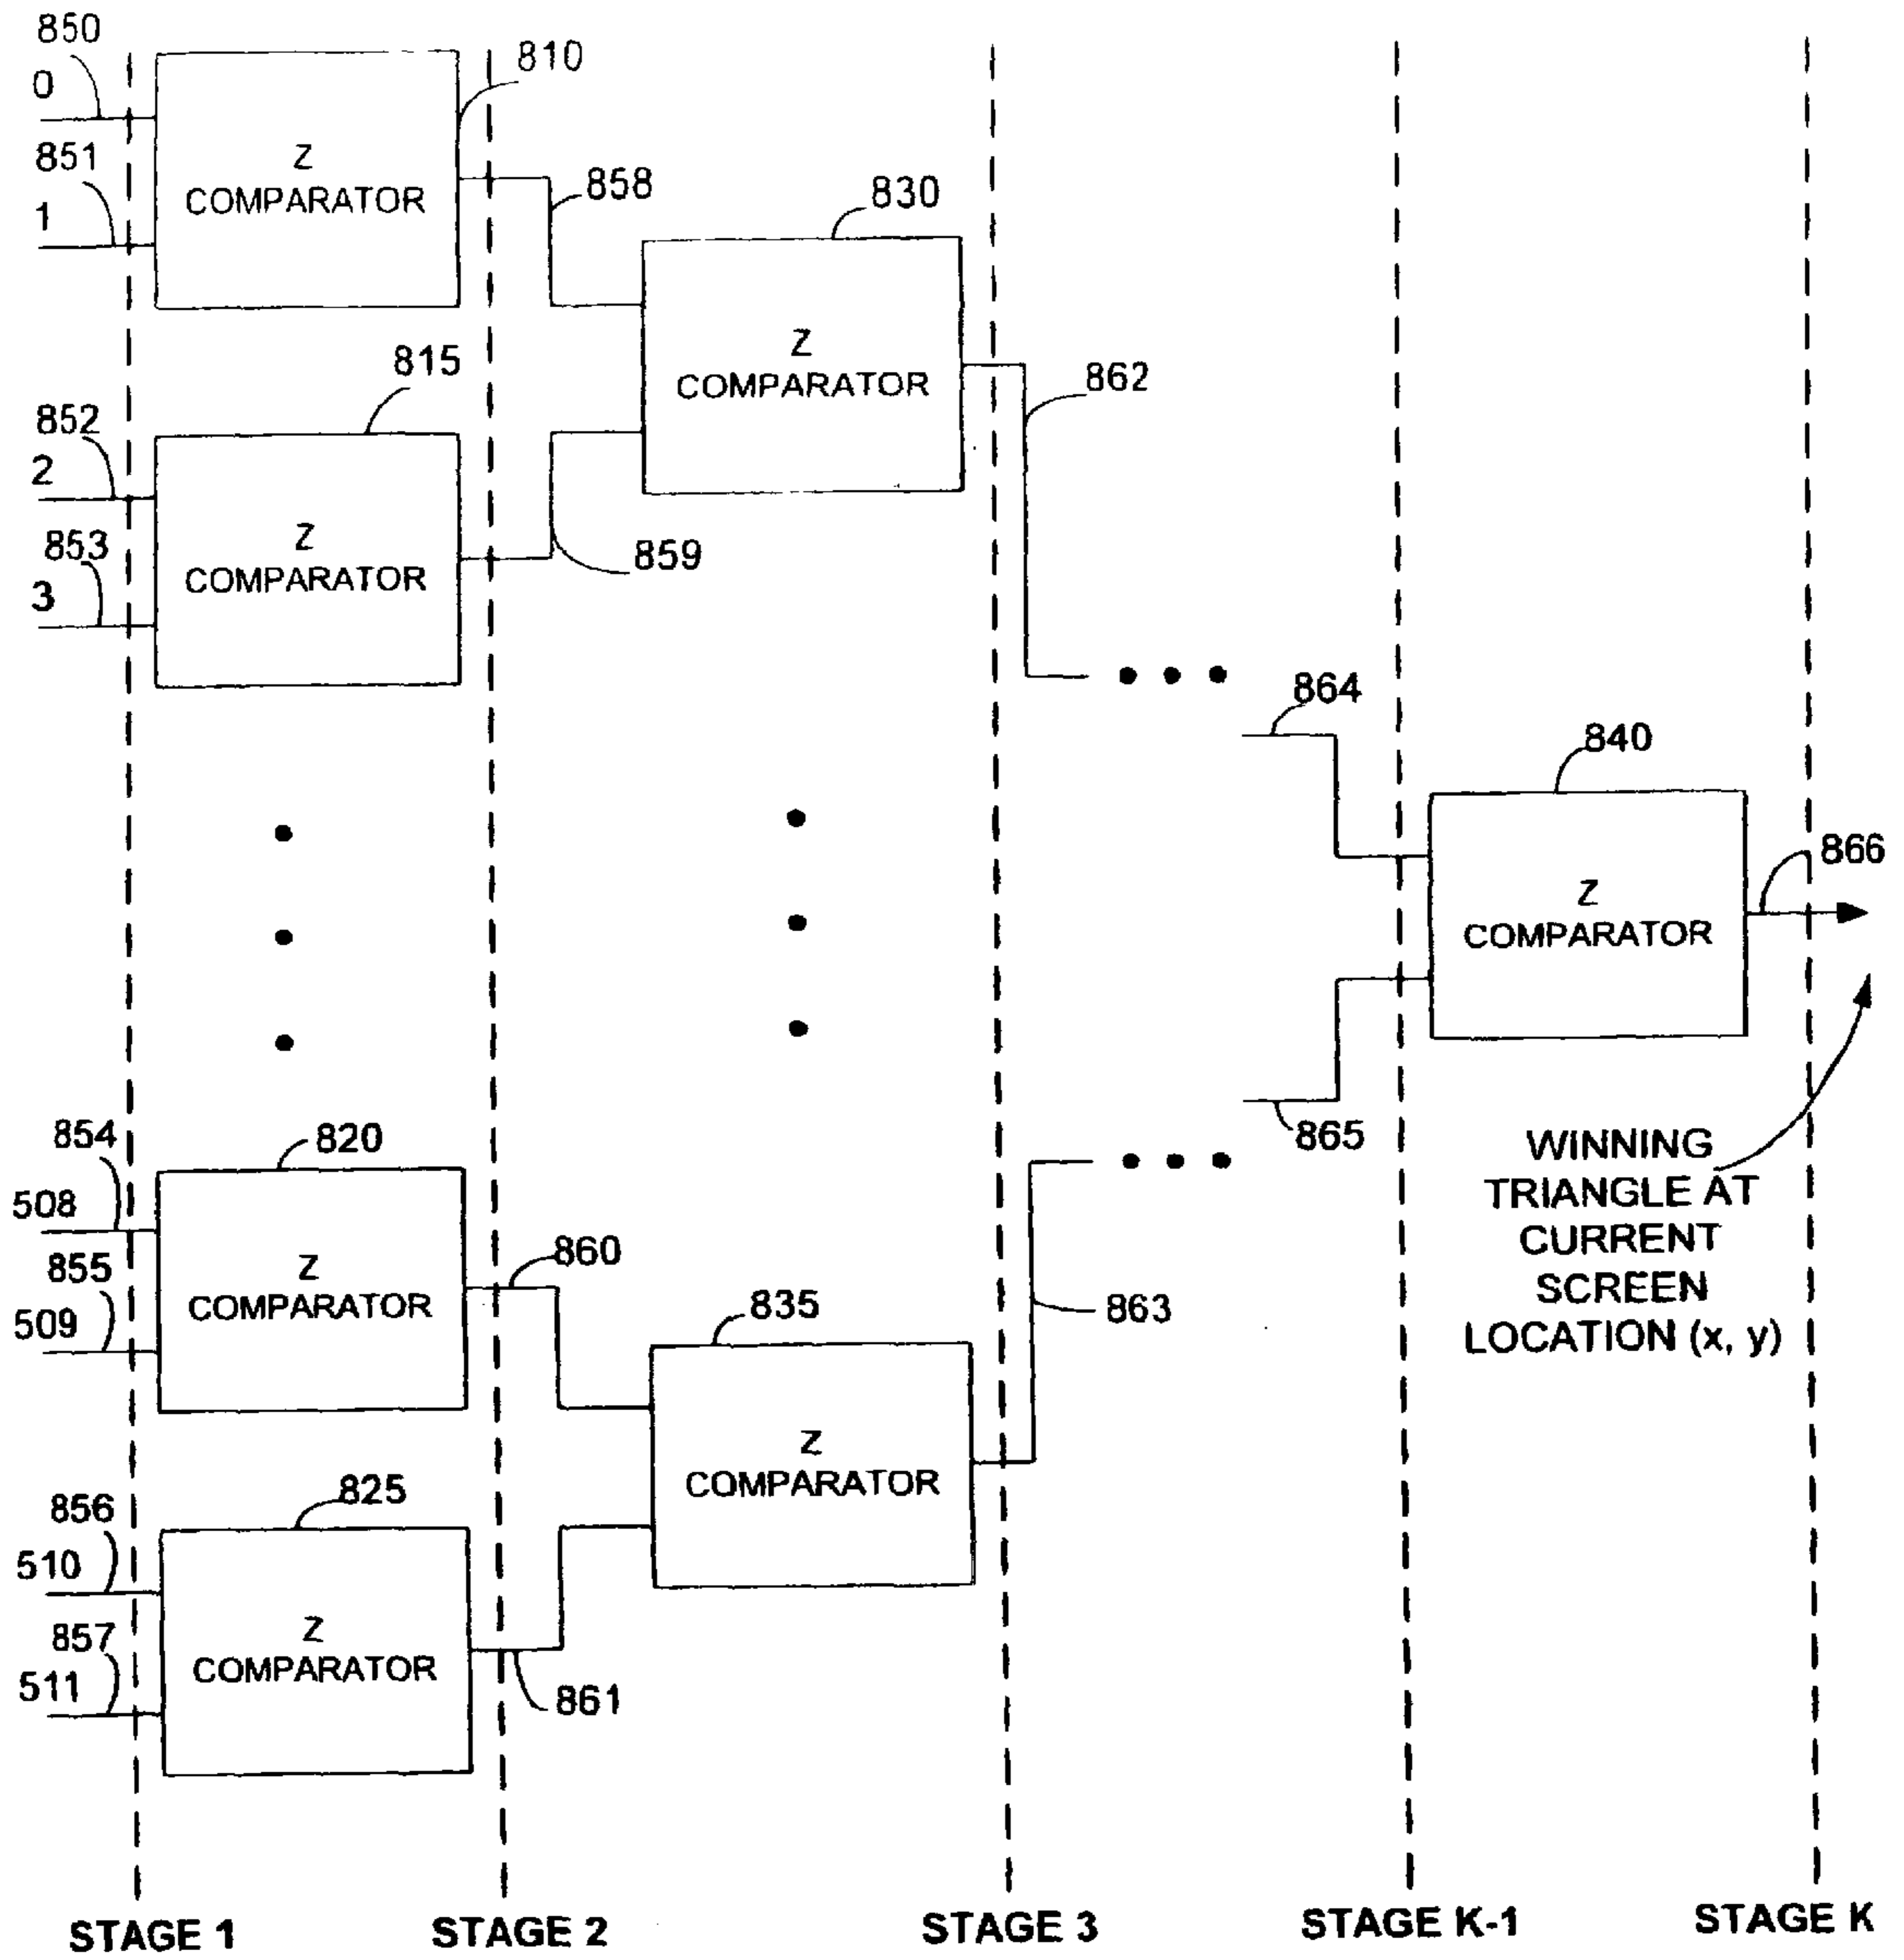 850
0
810
851
1
Z
COMPARATOR
858
830
Z
COMPARATOR
815
862
852
2
853
3
Z
COMPARATOR
859
864
840
866
Z
COMPARATOR
854
508
820
865
WINNING
TRIANGLE AT
CURRENT
SCREEN
LOCATION (x, y)
855
509
Z
COMPARATOR
860
835
863
Z
COMPARATOR
856
510
825
857
511
Z
COMPARATOR
861
STAGE 1
STAGE 2
STAGE 3
STAGE K-1
STAGE K